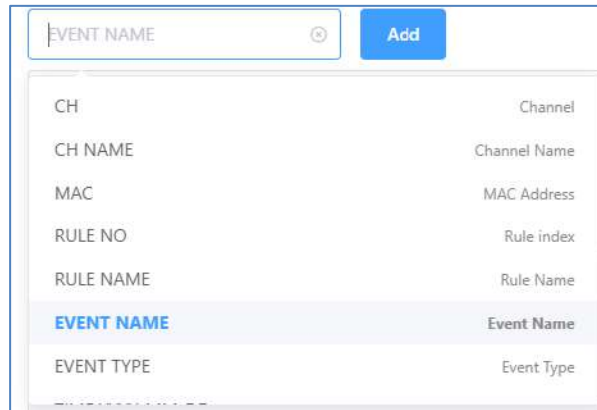 EVENT NAME Add
CH Channel
CH NAME Channel Name
MAC MAC Address
RULE NO Rule index
RULE NAME Rule Name
EVENT NAME Event Name
EVENT TYPE Event Type